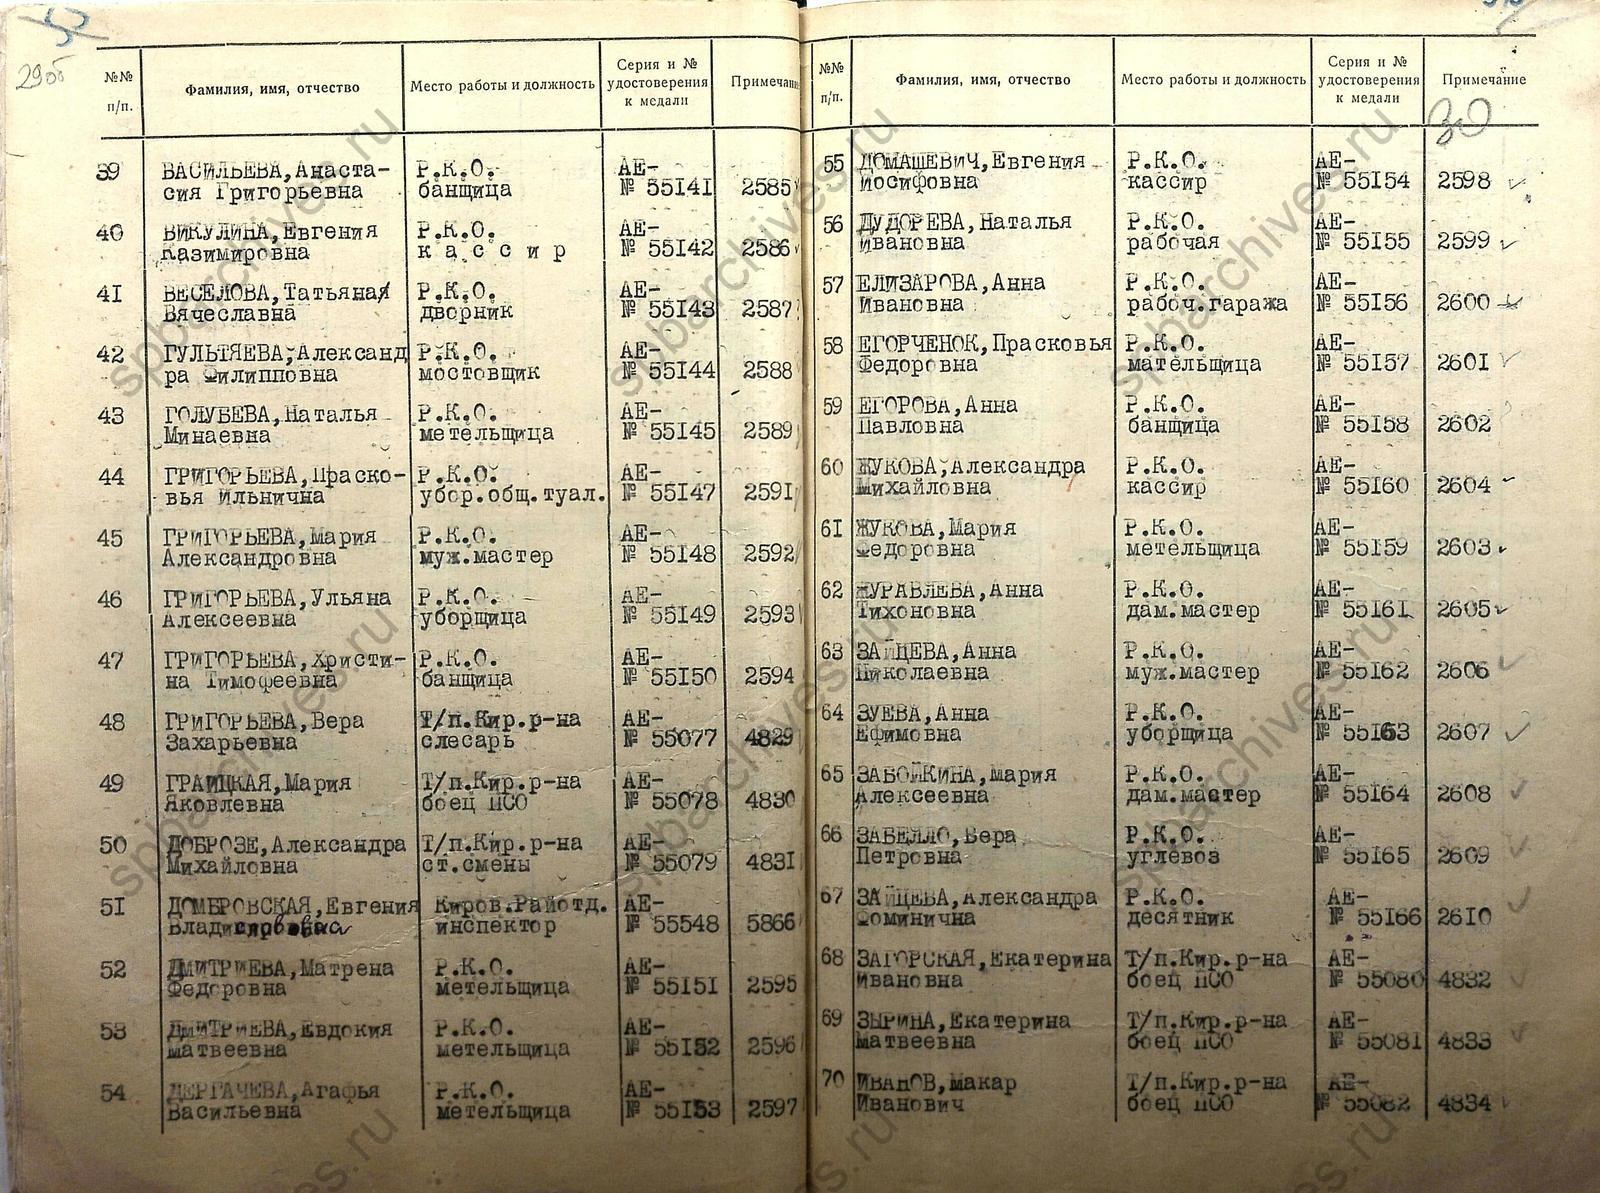 29об
№№ п/п. Фамилия, имя, отчество Место работы и должность Серия и № удостоверения к медали Примечание
39 ВАСИЛЬЕВА,Анаста- Р.К.О. АЕ-
сия Григорьевна банщица № 55141 2585
40 ВИКУЛИНА,Евгения Р.К.О. АЕ-
Казимировна к а с с и р № 55142 2586
41 ВЕСЕЛОВА,Татьяна Р.К.О. АЕ-
Вячеславна дворник № 55143 2587
42 ГУЛЬТЯЕВА,Александ Р.К.О. АЕ-
ра Филипповна мостовщик № 55144 2588
43 ГОЛУБЕВА,Наталья Р.К.О. АЕ-
Минаевна метельщица № 55145 2589
44 ГРИГОРЬЕВА,Праско- Р.К.О. АЕ-
вья Ильнична убор.общ.туал. № 55147 2591
45 ГРИГОРЬЕВА,Мария Р.К.О. АЕ-
Александровна муж.мастер № 55148 2592
46 ГРИГОРЬЕВА,Ульяна Р.К.О. АЕ-
Алексеевна уборщица № 55149 2593
47 ГРИГОРЬЕВА,Христи- Р.К.О. АЕ-
на Тимофеевна банщица № 55150 2594
48 ГРИГОРЬЕВА,Вера Т/п.Кир.р-на АЕ-
Захарьевна слесарь № 55077 4829
49 ГРАИЦКАЯ,Мария Т/п.Кир.р-на АЕ-
Яковлевна боец ПСО № 55078 4830
50 ДОБРОЗЕ,Александра Т/п.Кир.р-на АЕ-
Михайловна ст.смены № 55079 4831
51 ДОМБРОВСКАЯ,Евгения Киров.Райотд. АЕ-
инспектор № 55548 5866
52 ДМИТРИЕВА,Матрена Р.К.О. АЕ-
Федоровна метельщица № 55151 2595
53 ДМИТРИЕВА,Евдокия Р.К.О. АЕ-
Матвеевна метельщица № 55152 2596
54 ДЕРГАЧЕВА,Агафья Р.К.О. АЕ-
Васильевна метельщица № 55153 2597
30
№№ п/п. Фамилия, имя, отчество Место работы и должность Серия и № удостоверения к медали Примечание
55 ДОМАШЕВИЧ,Евгения Р.К.О. АЕ-
Иосифовна кассир № 55154 2598
56 ДУДОРЕВА,Наталья Р.К.О. АЕ-
Ивановна рабочая № 55155 2599
57 ЕЛИЗАРОВА,Анна Р.К.О. АЕ-
Ивановна рабоч.гаража № 55156 2600
58 ЕГОРЧЕНОК,Прасковья Р.К.О. АЕ-
Федоровна мательщица № 55157 2601
59 ЕГОРОВА,Анна Р.К.О. АЕ-
Павловна банщица № 55158 2602
60 ЖУКОВА,Александра Р.К.О. АЕ-
Михайловна кассир № 55160 2604
61 ЖУКОВА,Мария Р.К.О. АЕ-
Федоровна метельщица № 55159 2603
62 ЖУРАВЛЕВА,Анна Р.К.О. АЕ-
Тихоновна дам.мастер № 55161 2605
63 ЗАЙЦЕВА,Анна Р.К.О. АЕ-
Николаевна муж.мастер № 55162 2606
64 ЗУЕВА,Анна Р.К.О. АЕ-
Ефимовна уборщица № 55163 2607
65 ЗАБОЙКИНА,Мария Р.К.О. АЕ-
Алексеевна дам.мастер № 55164 2608
66 ЗАБЕЛЛО,Вера Р.К.О. АЕ-
Петровна углевоз № 55165 2609
67 ЗАЙЦЕВА,Александра Р.К.О. АЕ-
Фоминична десятник № 55166 2610
68 ЗАГОРСКАЯ,Екатерина Т/п.Кир.р-на АЕ-
Ивановна боец ПСО № 55080 4832
69 ЗЫРИНА,Екатерина Т/п.Кир.р-на АЕ-
Матвеевна боец ПСО № 55081 4833
70 ИВАНОВ,Макар Т/п.Кир.р-на АЕ-
Иванович боец ПСО № 55082 4834
spbarchives.ru